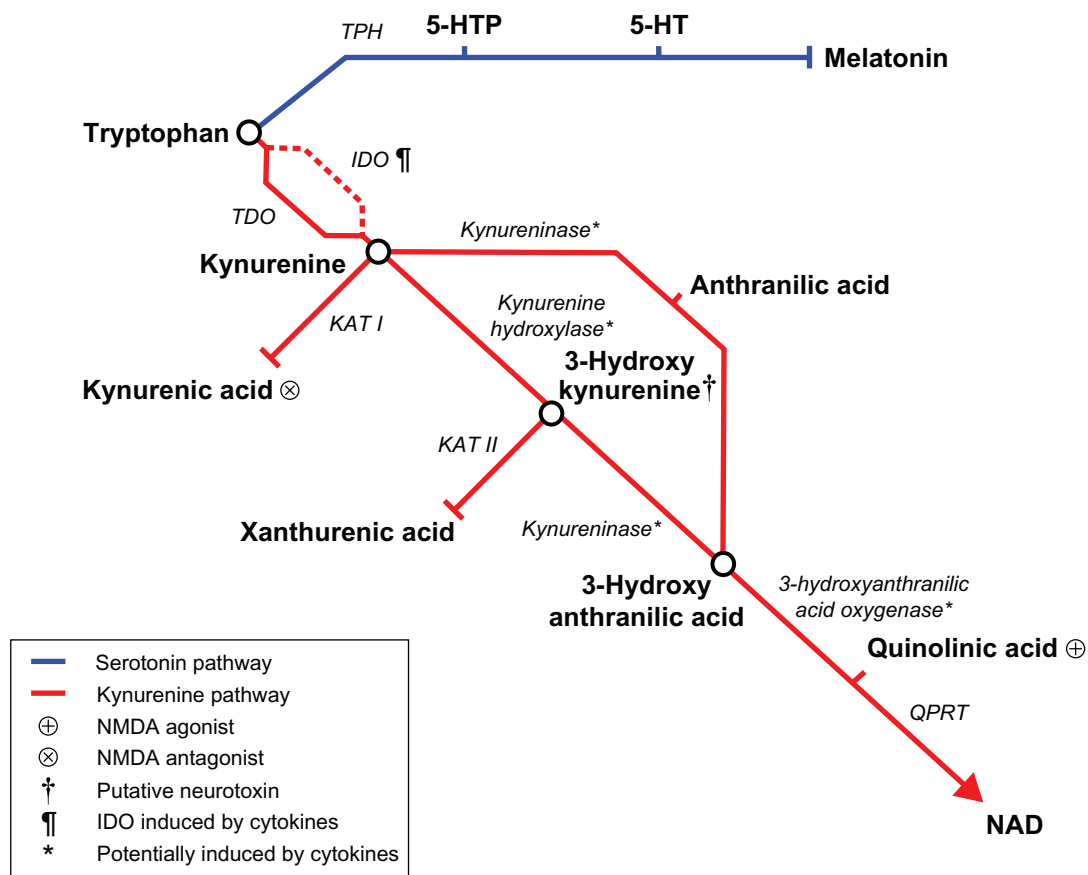 TPH
5-HTP
5-HT
Melatonin
Tryptophan
IDO ¶
TDO
Kynureninase*
Kynurenine
Anthranilic acid
KAT I
Kynurenine
hydroxylase*
3-Hydroxy
kynurenine†
Kynurenic acid ⊗
KAT II
Xanthurenic acid
Kynureninase*
3-Hydroxy
anthranilic acid
3-hydroxyanthranilic
acid oxygenase*
Quinolinic acid ⊕
QPRT
NAD
Serotonin pathway
Kynurenine pathway
⊕ NMDA agonist
⊗ NMDA antagonist
† Putative neurotoxin
¶ IDO induced by cytokines
* Potentially induced by cytokines